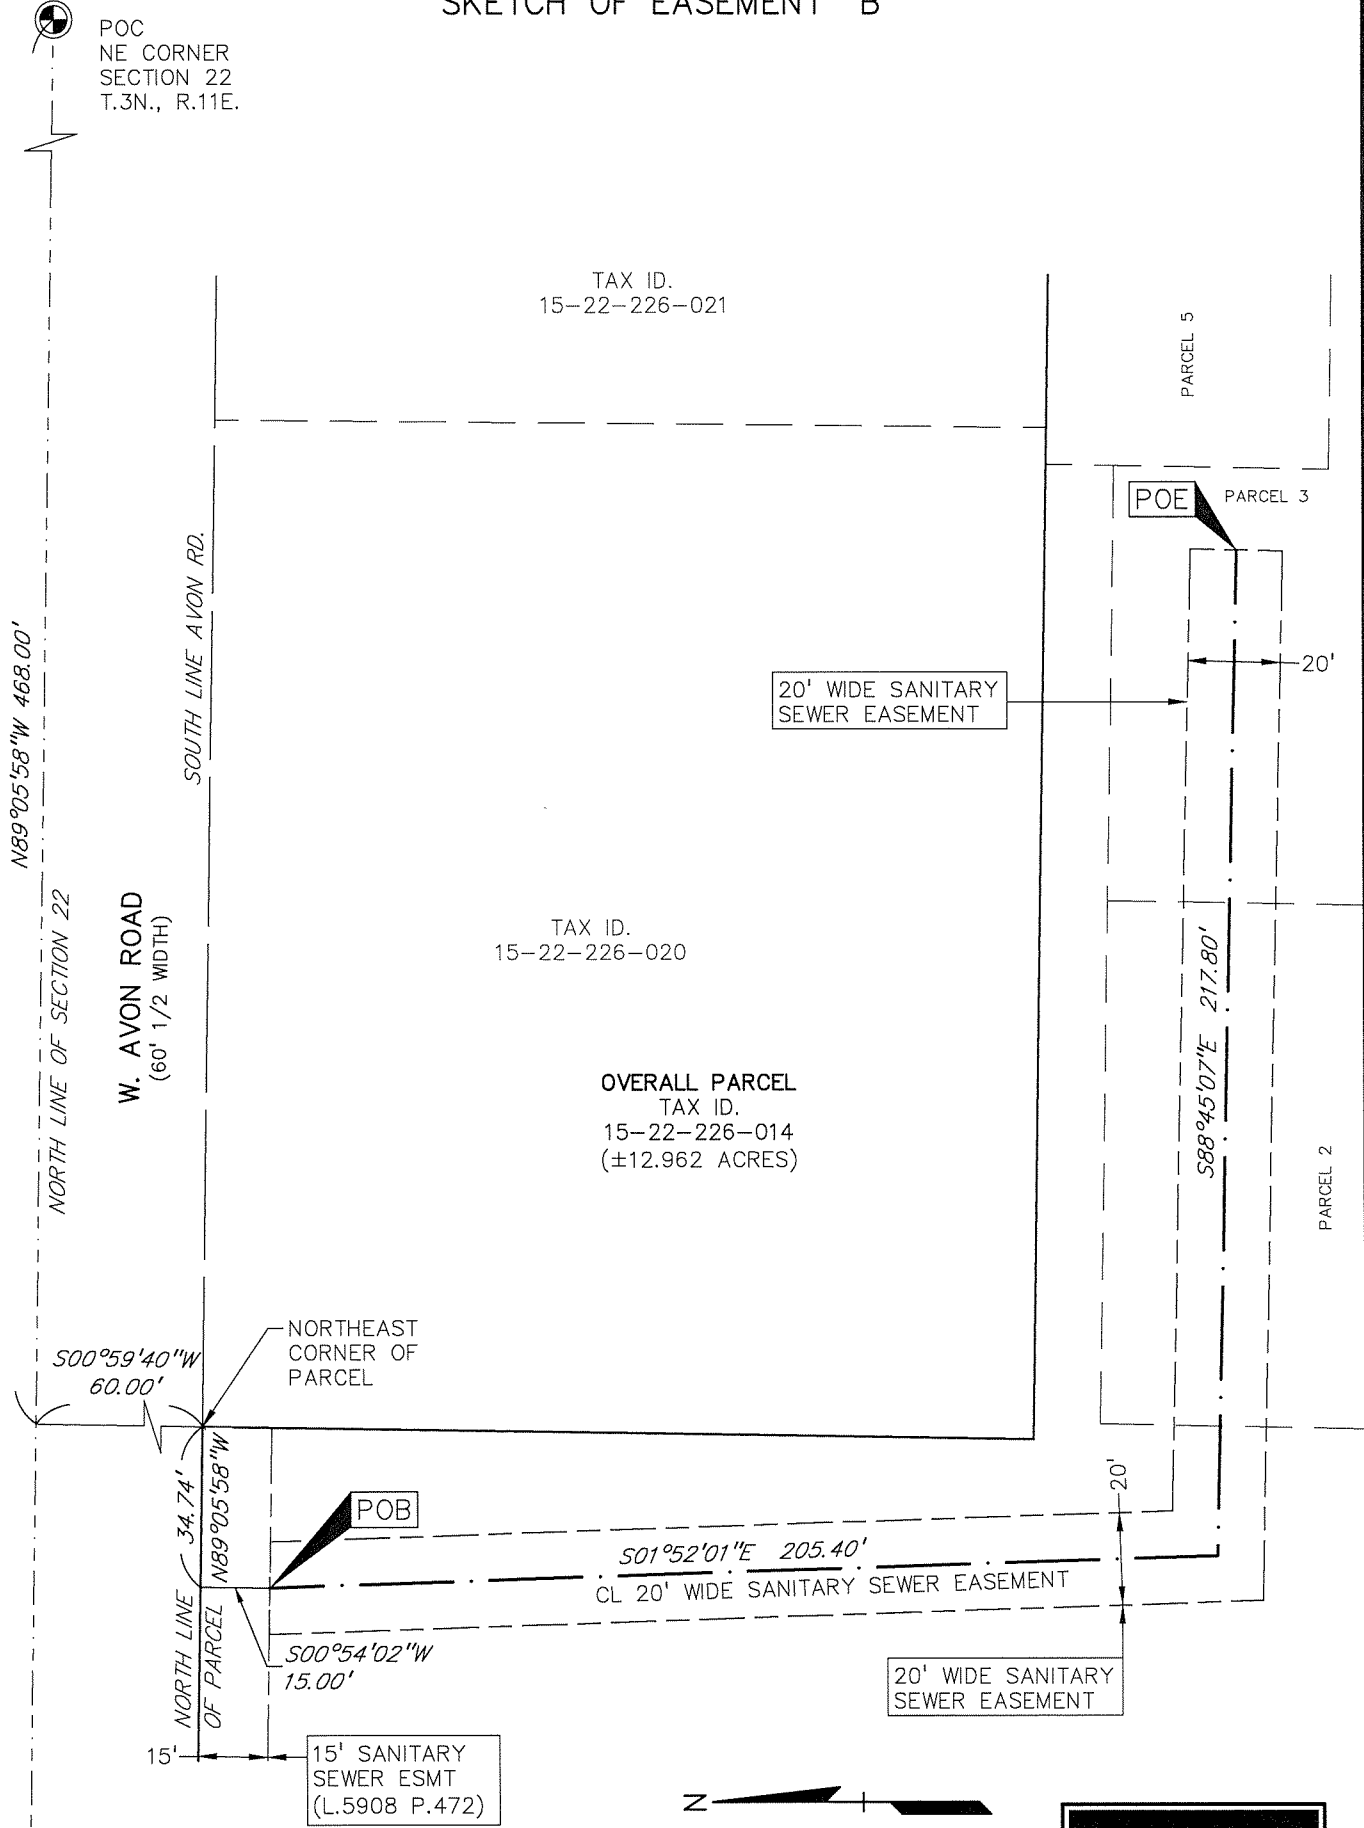 SKETCH OF EASEMENT "B"
POC
NE CORNER
SECTION 22
T.3N., R.11E.
TAX ID.
15-22-226-021
PARCEL 5
POE
PARCEL 3
20'
20' WIDE SANITARY
SEWER EASEMENT
N89°05'58"W 468.00'
NORTH LINE OF SECTION 22
W. AVON ROAD
(60' 1/2 WIDTH)
SOUTH LINE AVON RD.
TAX ID.
15-22-226-020
OVERALL PARCEL
TAX ID.
15-22-226-014
(±12.962 ACRES)
S88°45'07"E 217.80'
PARCEL 2
NORTHEAST
CORNER OF
PARCEL
S00°59'40"W
60.00'
34.74'
N89°05'58"W
NORTH LINE
OF PARCEL
POB
20'
S01°52'01"E 205.40'
CL 20' WIDE SANITARY SEWER EASEMENT
S00°54'02"W
15.00'
20' WIDE SANITARY
SEWER EASEMENT
15'
15' SANITARY
SEWER ESMT
(L.5908 P.472)
N